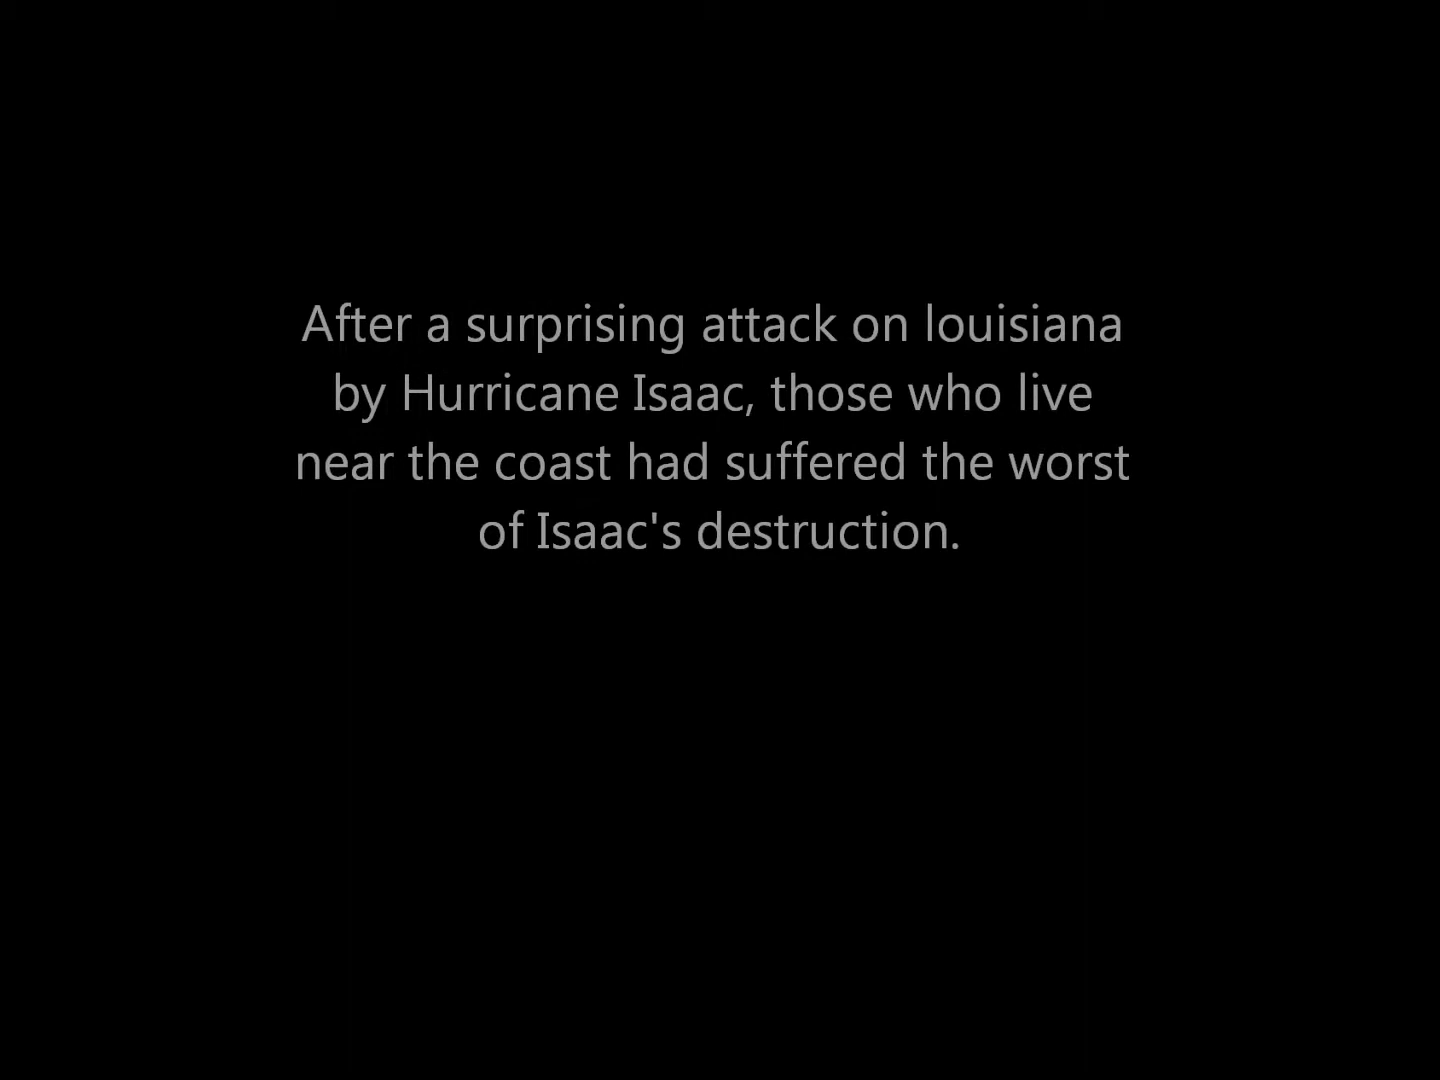 After a surprising attack on louisiana
by Hurricane Isaac, those who live
near the coast had suffered the worst
of Isaac's destruction.